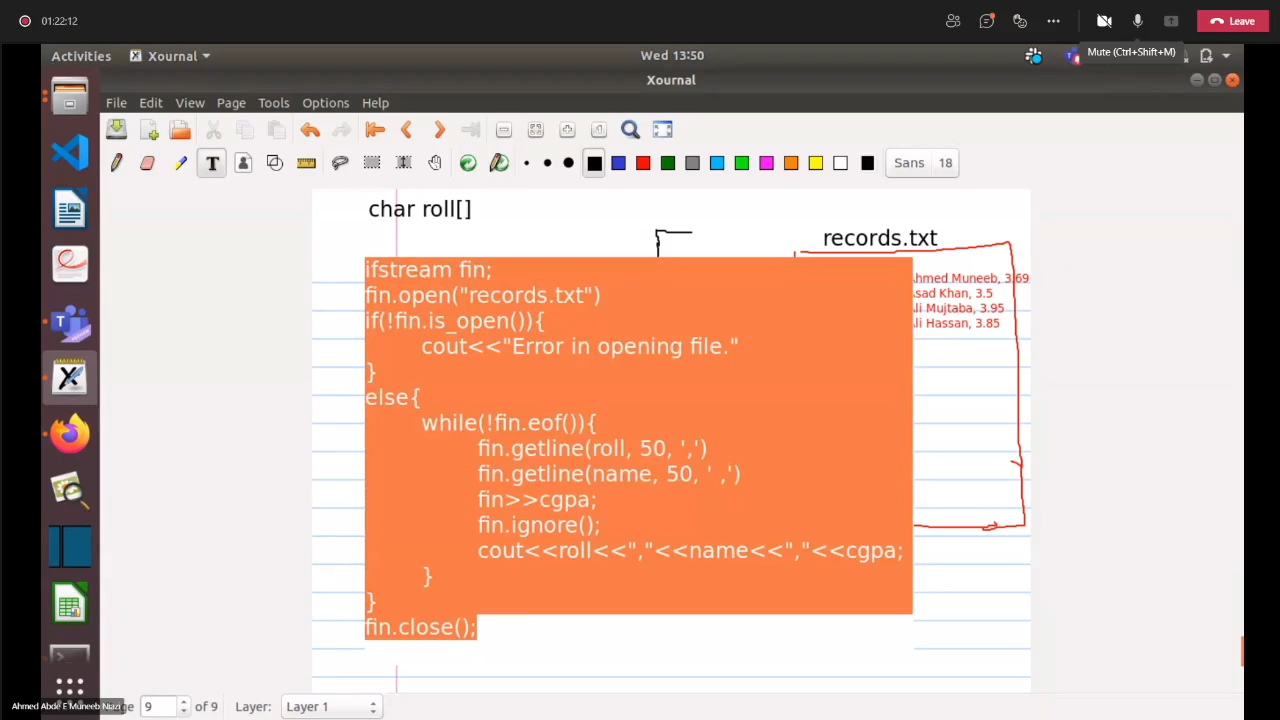 01:22:12
Leave
Activities
Xournal
Wed 13:50
Mute (Ctrl+Shift+M)
Xournal
File Edit View Page Tools Options Help
Sans 18
char roll[]
records.txt
ifstream fin;
fin.open("records.txt")
if(!fin.is_open()){
cout<<"Error in opening file."
}
else{
while(!fin.eof()){
fin.getline(roll, 50, ',')
fin.getline(name, 50, ' ,')
fin>>cgpa;
fin.ignore();
cout<<roll<<","<<name<<","<<cgpa;
}
}
fin.close();
hmed Muneeb, 3.69
sad Khan, 3.5
li Mujtaba, 3.95
li Hassan, 3.85
Ahmed Abde E Muneeb Niazi
9 of 9 Layer: Layer 1